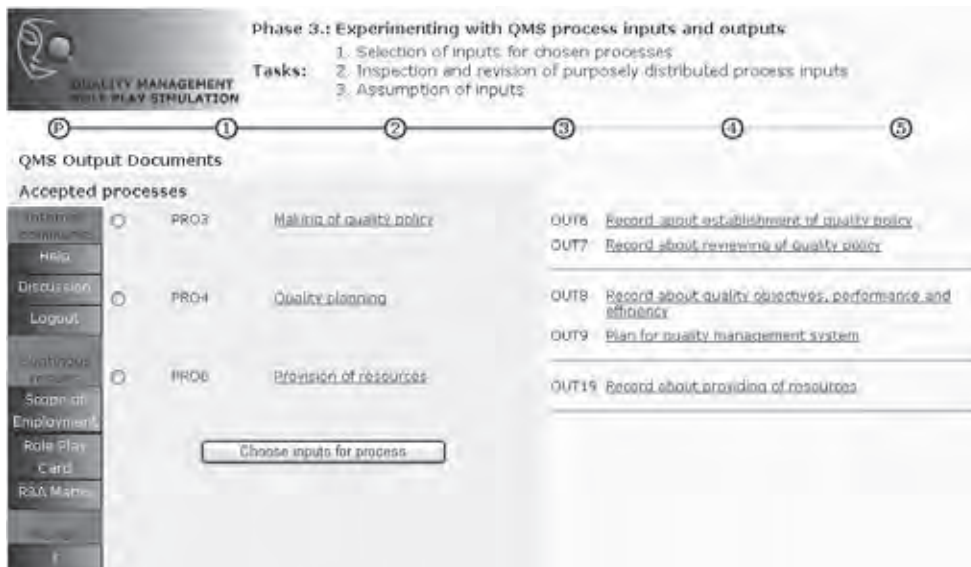 Phase 3.: Experimenting with QMS process inputs and outputs
Tasks:
1. Selection of inputs for chosen processes
2. Inspection and revision of purposely distributed process inputs
3. Assumption of inputs
QUALITY MANAGEMENT
ROLE PLAY SIMULATION
P 1 2 3 4 5
QMS Output Documents
Accepted processes
PRO3 Making of quality policy OUT6 Record about establishment of quality policy
OUT7 Record about reviewing of quality policy
PRO4 Quality planning OUT8 Record about quality objectives, performance and
efficiency
OUT9 Plan for quality management system
Provision of resources OUT19 Record about providing of resources
Choose inputs for process
Help
Discussion
Logout
Scope of
Employment
Role Play
Card